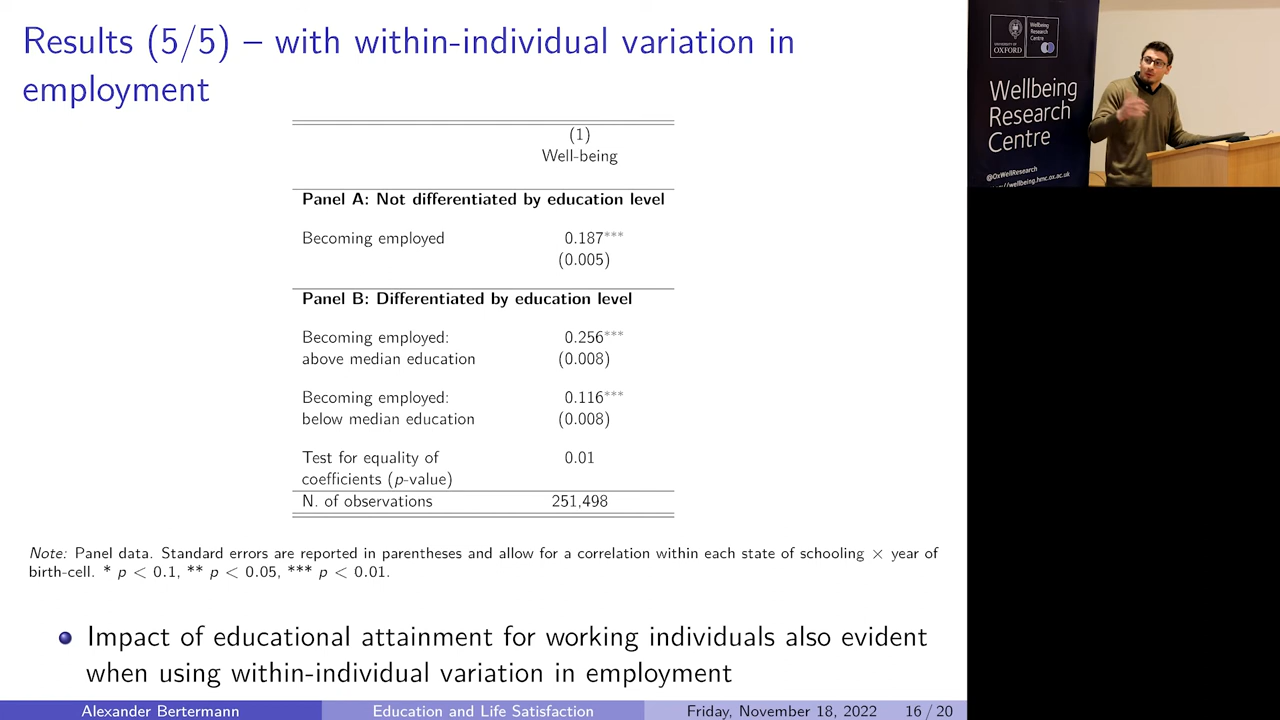 Results (5/5) – with within-individual variation in
employment
(1)
Well-being
Panel A: Not differentiated by education level
Becoming employed 0.187***
(0.005)
Panel B: Differentiated by education level
Becoming employed: 0.256***
above median education (0.008)
Becoming employed: 0.116***
below median education (0.008)
Test for equality of 0.01
coefficients (p-value)
N. of observations 251,498
Note: Panel data. Standard errors are reported in parentheses and allow for a correlation within each state of schooling × year of
birth-cell. * p < 0.1, ** p < 0.05, *** p < 0.01.
Impact of educational attainment for working individuals also evident
when using within-individual variation in employment
Alexander Bertermann Education and Life Satisfaction Friday, November 18, 2022 16 / 20
UNIVERSITY OF
OXFORD
Wellbeing
Research
Centre
Wellbeing
Research
Centre
@OxWellResearch
//wellbeing.hmc.ox.ac.uk